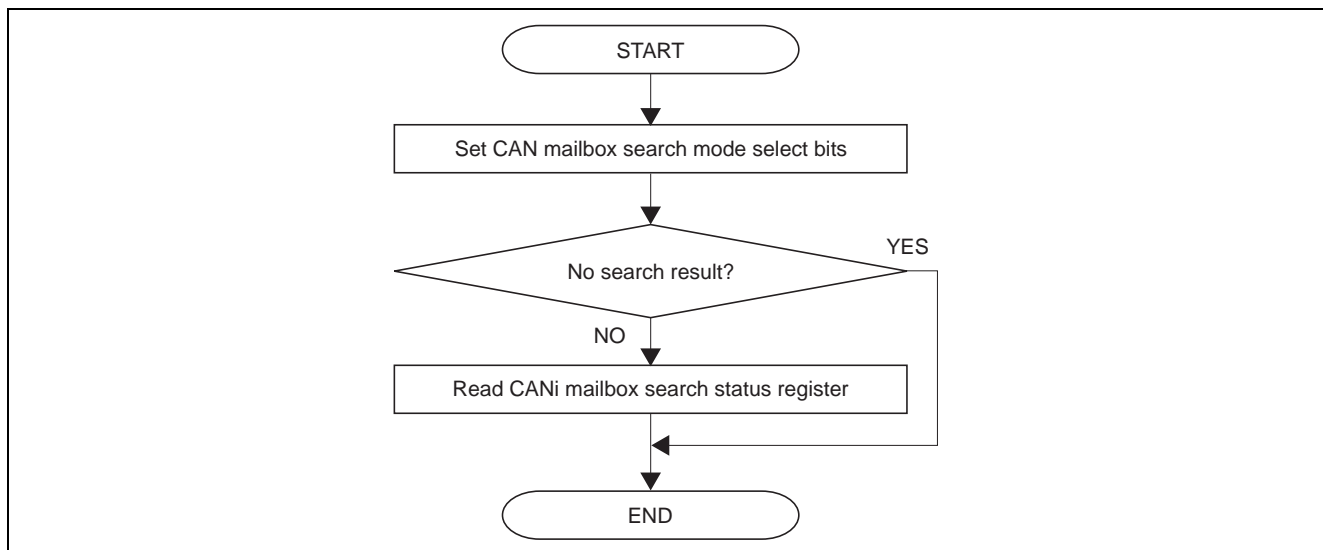 START
Set CAN mailbox search mode select bits
YES
No search result?
NO
Read CANi mailbox search status register
END